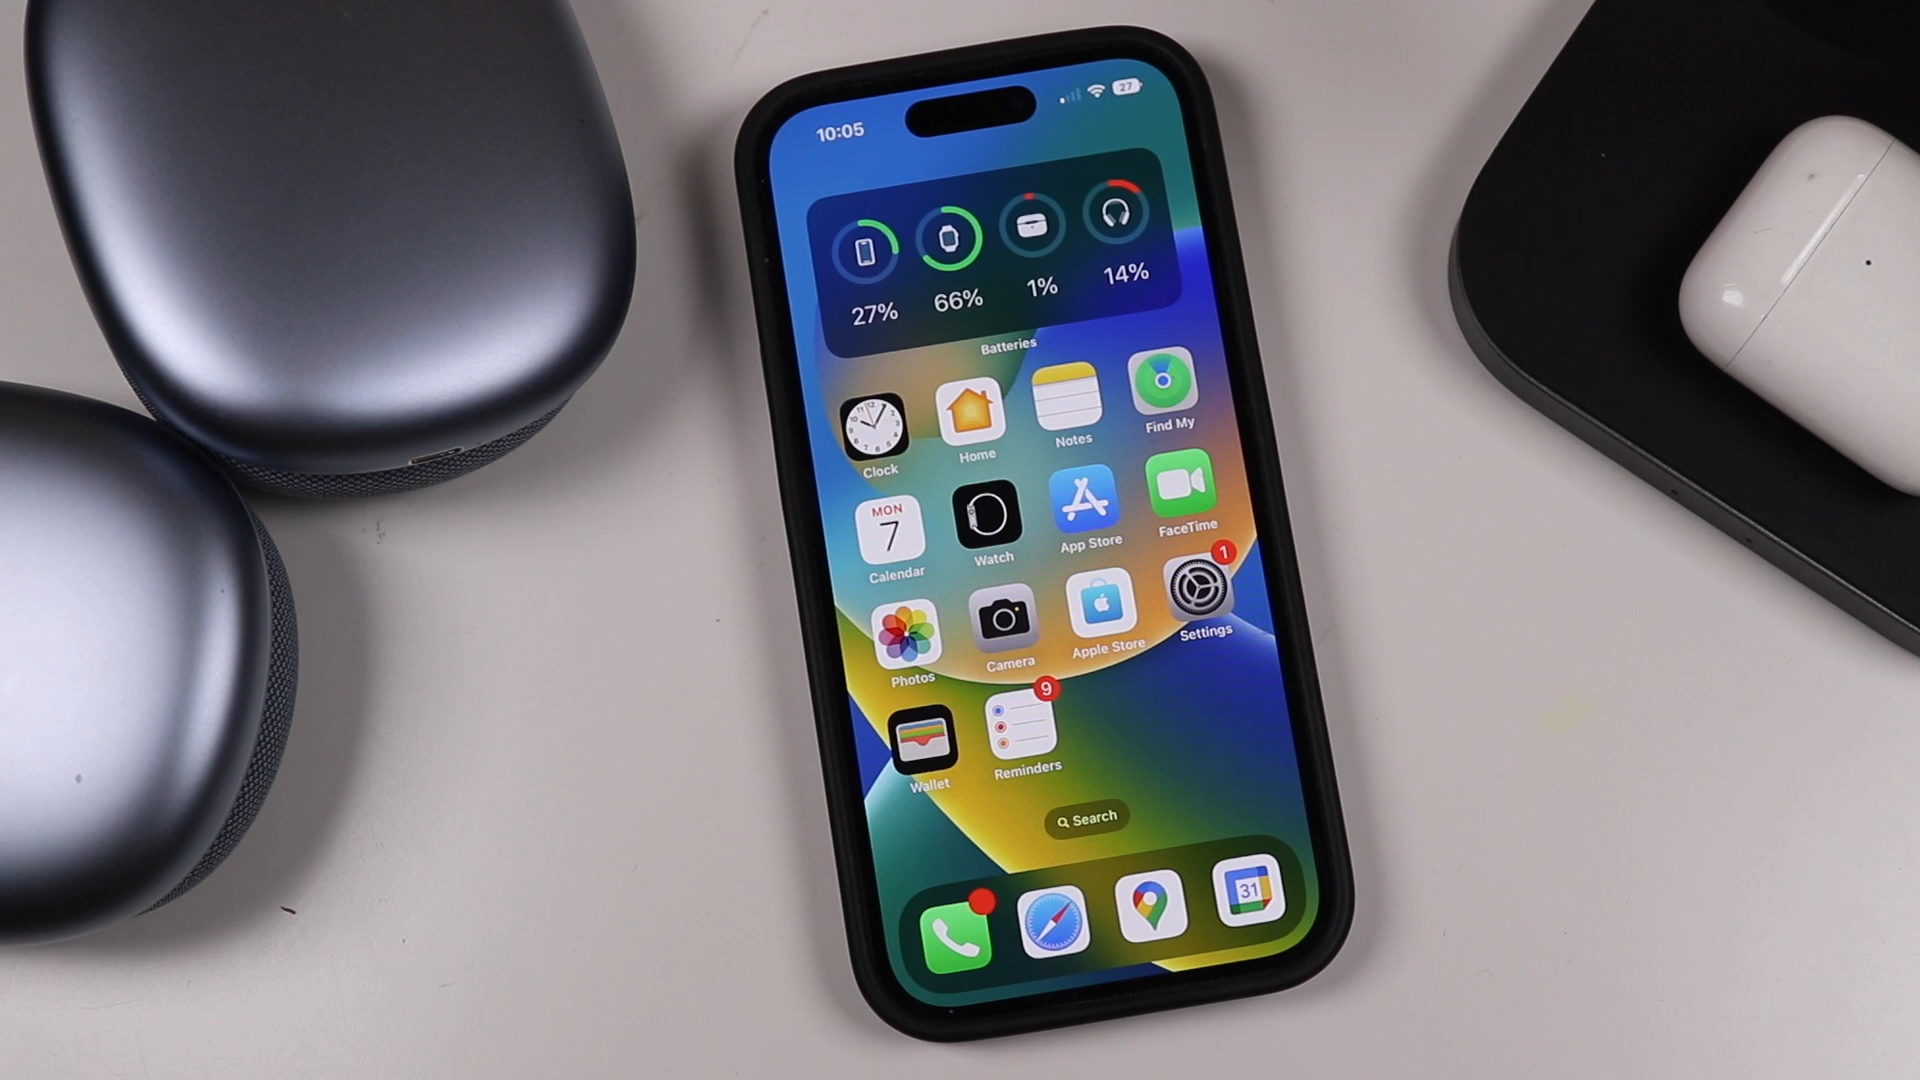 10:05
27
27% 66% 1% 14%
Batteries
Clock Home Notes Find My
MON
7
Calendar Watch App Store FaceTime
1
Photos Camera Apple Store Settings
9
Wallet Reminders
Search
31